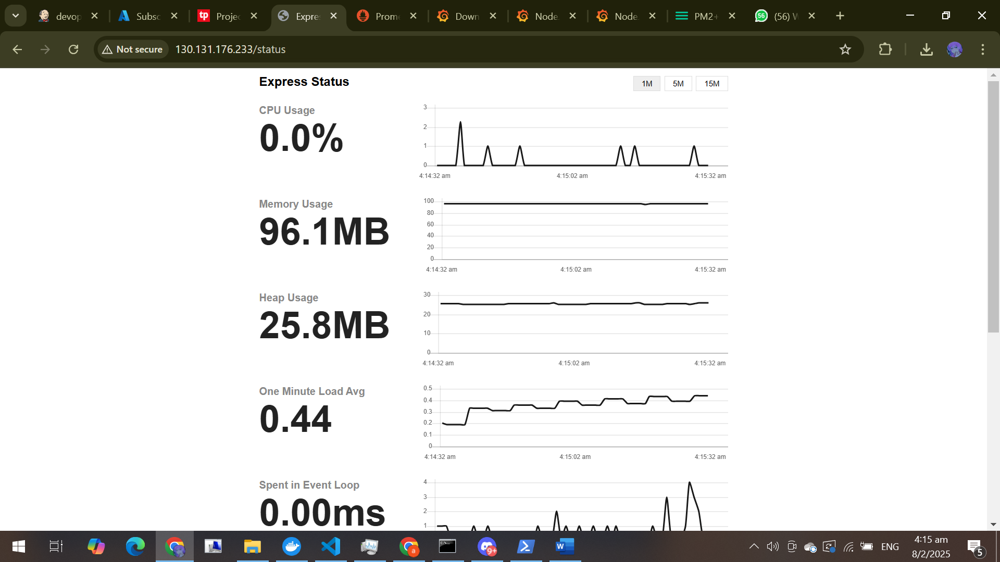 devop
Subsc
tp Projec
Expre
Prom
Down
Node
Node
PM2+
56 (56) W
Not secure 130.131.176.233/status
Express Status
1M 5M 15M
CPU Usage
0.0%
3
2
1
0
4:14:32 am 4:15:02 am 4:15:32 am
Memory Usage
96.1MB
100
80
60
40
20
0
4:14:32 am 4:15:02 am 4:15:32 am
Heap Usage
25.8MB
30
20
10
0
4:14:32 am 4:15:02 am 4:15:32 am
One Minute Load Avg
0.44
0.5
0.4
0.3
0.2
0.1
0
4:14:32 am 4:15:02 am 4:15:32 am
Spent in Event Loop
0.00ms
4
3
2
1
a
C:\_
9+
W
ENG
4:15 am
8/2/2025
5